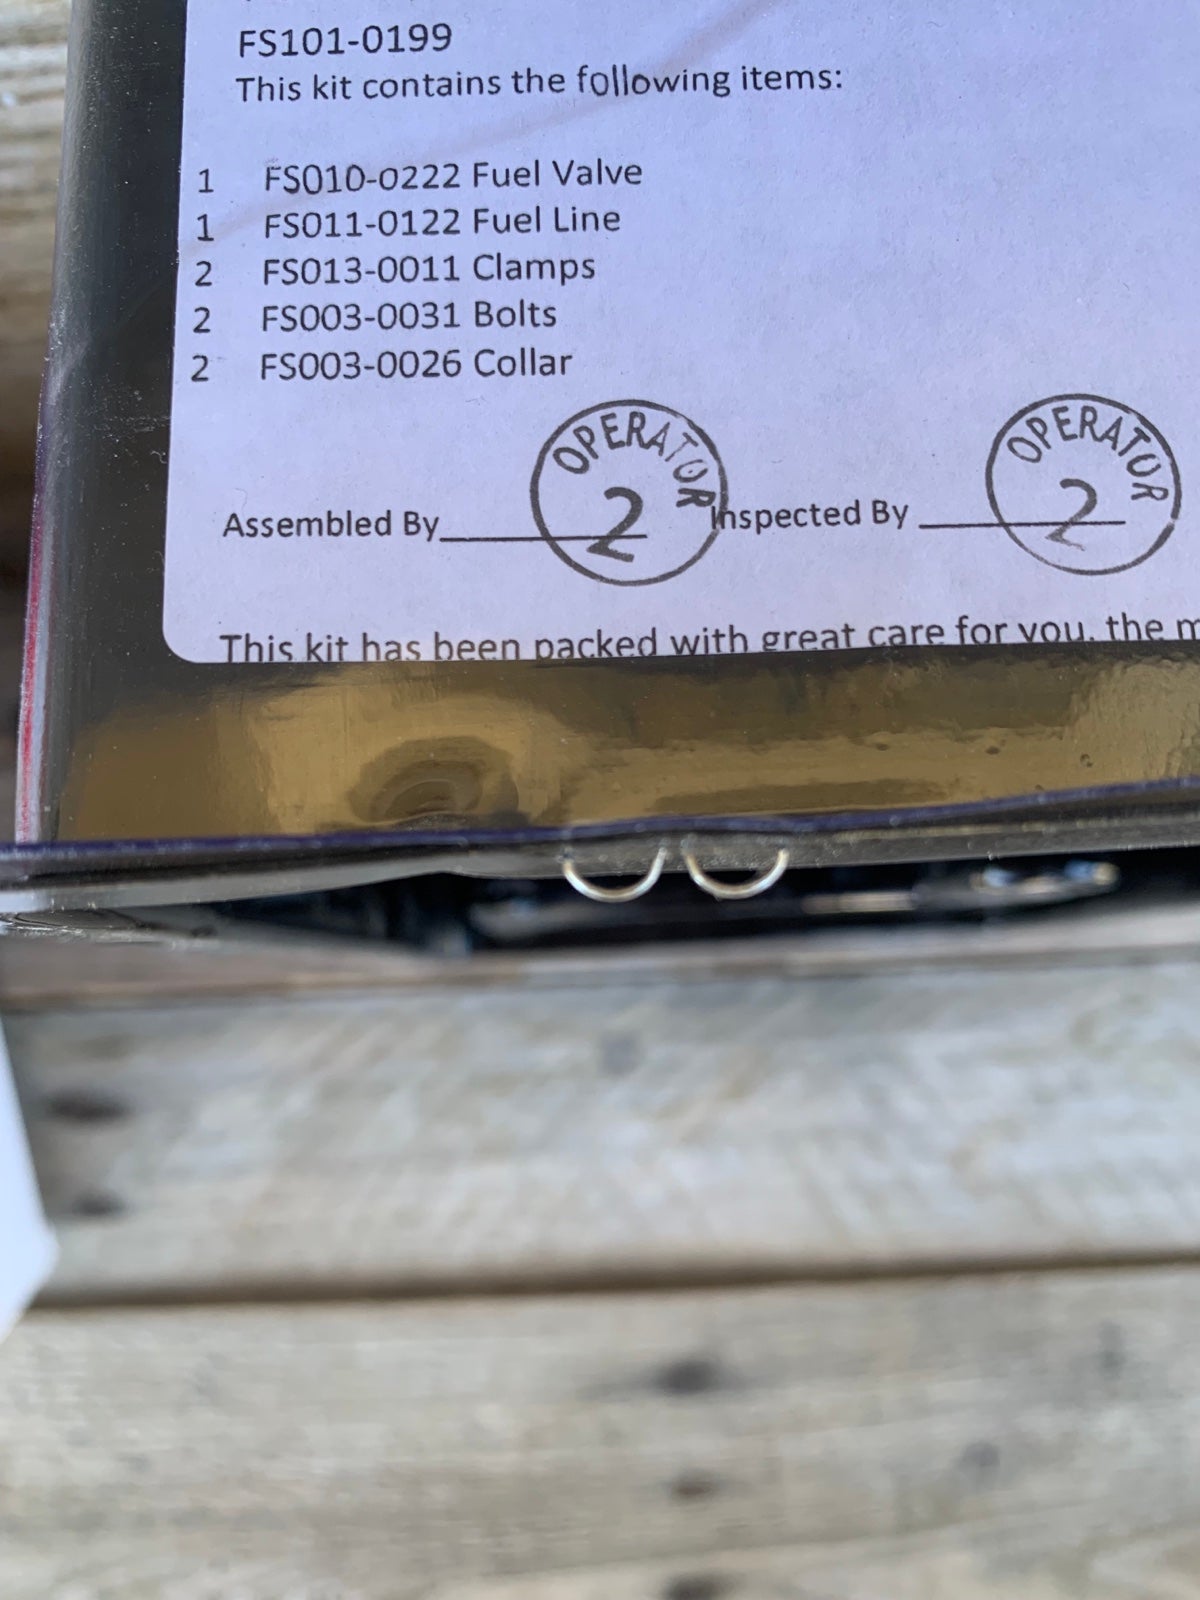 FS101-0199
This kit contains the following items:
1 FS010-0222 Fuel Valve
1 FS011-0122 Fuel Line
2 FS013-0011 Clamps
2 FS003-0031 Bolts
2 FS003-0026 Collar
OPERATOR 2
OPERATOR 2
Assembled By Inspected By
This kit has been packed with great care for you, the